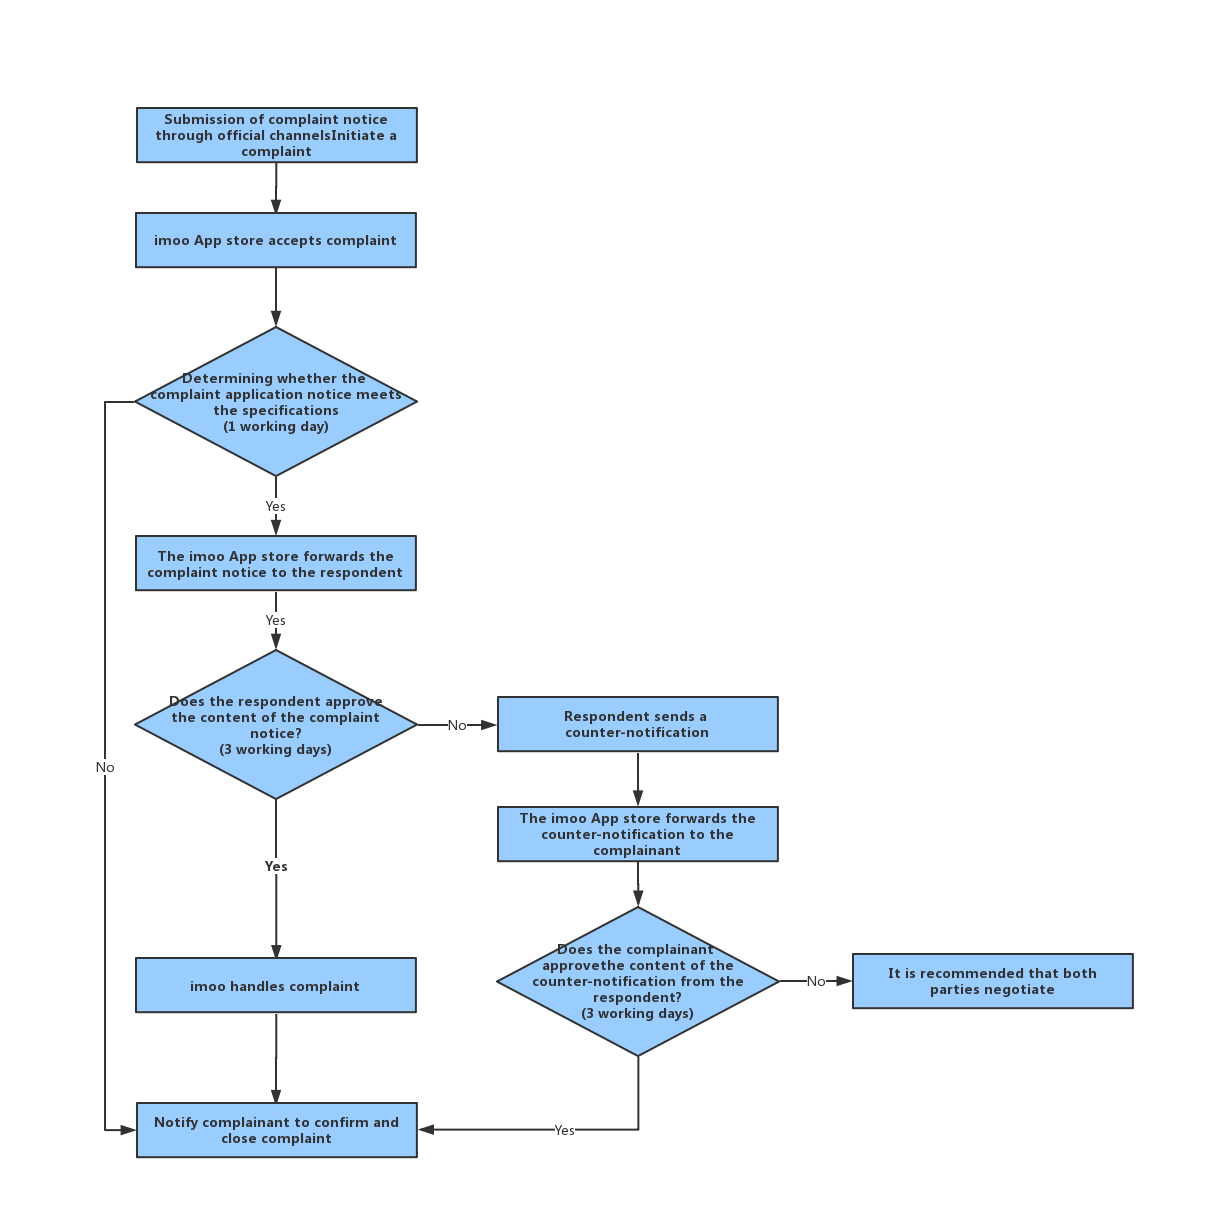 Submission of complaint notice
through official channelsInitiate a
complaint
imoo App store accepts complaint
Determining whether the
complaint application notice meets
the specifications
(1 working day)
Yes
The imoo App store forwards the
complaint notice to the respondent
Yes
Does the respondent approve
the content of the complaint
notice?
(3 working days)
No
Respondent sends a
counter-notification
No
The imoo App store forwards the
counter-notification to the
complainant
Yes
Does the complainant
approvethe content of the
counter-notification from the
respondent?
(3 working days)
No
It is recommended that both
parties negotiate
imoo handles complaint
Notify complainant to confirm and
close complaint
Yes